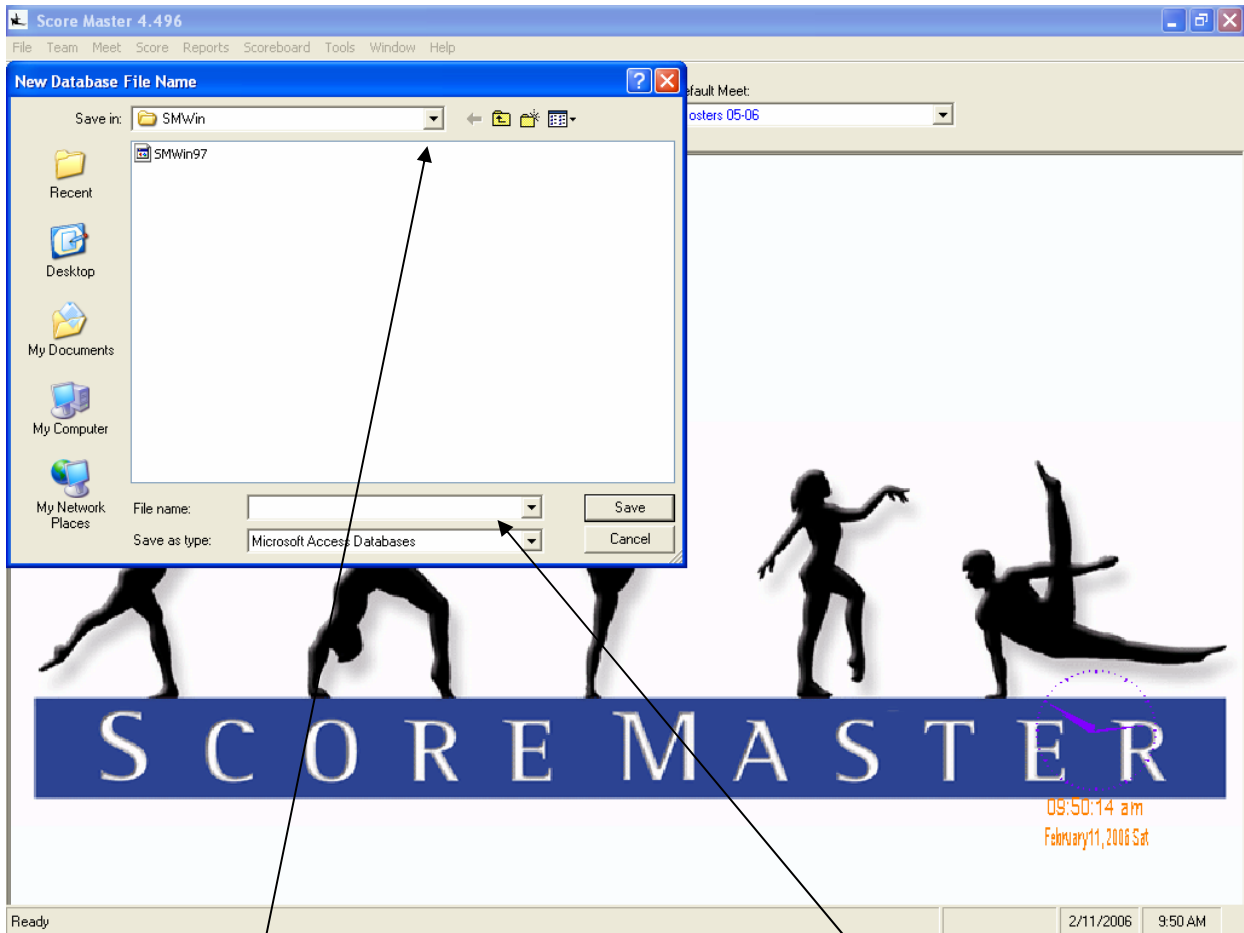 Score Master 4.496
File Team Meet Score Reports Scoreboard Tools Window Help
New Database File Name
efault Meet:
osters 05-06
Save in: SMWin
SMWin97
Recent
Desktop
My Documents
My Computer
My Network
Places
File name:
Save
Save as type: Microsoft Access Databases
Cancel
SCOREMASTER
09:50:14 am
February11, 2006 Sat
Ready
2/11/2006 9:50 AM